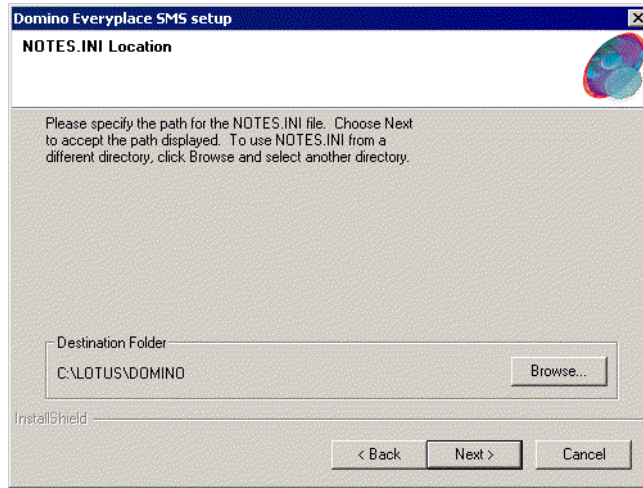 Domino Everyplace SMS setup
NOTES.INI Location
Please specify the path for the NOTES.INI file. Choose Next
to accept the path displayed. To use NOTES.INI from a
different directory, click Browse and select another directory.
Destination Folder
C:\LOTUS\DOMINO
Browse...
InstallShield
< Back
Next >
Cancel